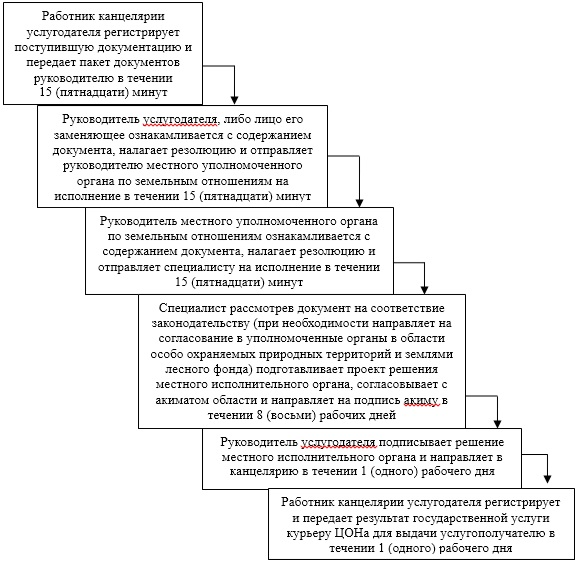 Работник канцелярии
услугодателя регистрирует
поступившую документацию и
передает пакет документов
руководителю в течении
15 (пятнадцати) минут
Руководитель услугодателя, либо лицо его
заменяющее ознакамливается с содержанием
документа, налагает резолюцию и отправляет
руководителю местного уполномоченного
органа по земельным отношениям на
исполнение в течении 15 (пятнадцати) минут
Руководитель местного уполномоченного органа
по земельным отношениям ознакамливается с
содержанием документа, налагает резолюцию и
отправляет специалисту на исполнение в течении
15 (пятнадцати) минут
Специалист рассмотрев документ на соответствие
законодательству (при необходимости направляет на
согласование в уполномоченные органы в области
особо охраняемых природных территорий и землями
лесного фонда) подготавливает проект решения
местного исполнительного органа, согласовывает с
акиматом области и направляет на подпись акиму в
течении 8 (восьми) рабочих дней
Руководитель услугодателя подписывает решение
местного исполнительного органа и направляет в
канцелярию в течении 1 (одного) рабочего дня
Работник канцелярии услугодателя регистрирует
и передает результат государственной услуги
курьеру ЦОНа для выдачи услугополучателю в
течении 1 (одного) рабочего дня